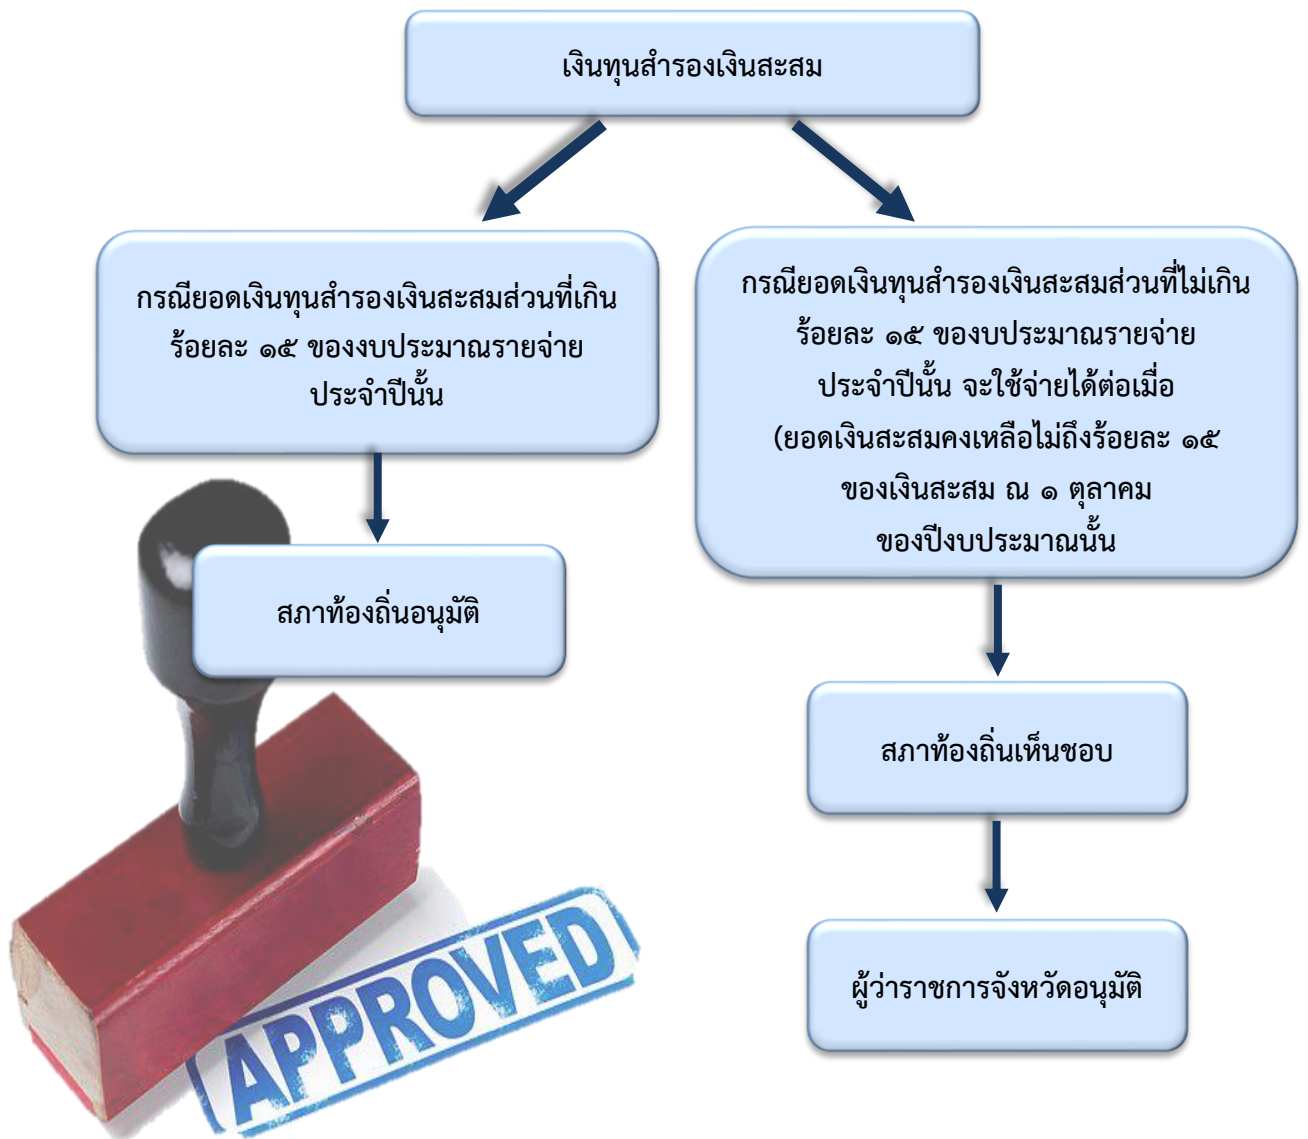 เงินทุนสำรองเงินสะสม
กรณียอดเงินทุนสำรองเงินสะสมส่วนที่เกิน
ร้อยละ ๑๕ ของงบประมาณรายจ่าย
ประจำปีนั้น
สภาท้องถิ่นอนุมัติ
กรณียอดเงินทุนสำรองเงินสะสมส่วนที่ไม่เกิน
ร้อยละ ๑๕ ของบประมาณรายจ่าย
ประจำปีนั้น จะใช้จ่ายได้ต่อเมื่อ
(ยอดเงินสะสมคงเหลือไม่ถึงร้อยละ ๑๕
ของเงินสะสม ณ ๑ ตุลาคม
ของปีงบประมาณนั้น
สภาท้องถิ่นเห็นชอบ
ผู้ว่าราชการจังหวัดอนุมัติ
APPROVED